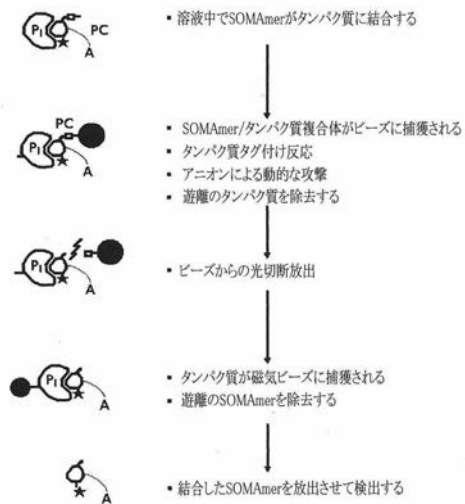 P₁
PC
A
▪ 溶液中でSOMAmerがタンパク質に結合する
PC
P₁
A
▪ SOMAmer/タンパク質複合体がビーズに捕獲される
▪ タンパク質タグ付け反応
▪ アニオンによる動的な攻撃
▪ 遊離のタンパク質を除去する
P₁
A
▪ ビーズからの光切断放出
P₁
A
▪ タンパク質が磁気ビーズに捕獲される
▪ 遊離のSOMAmerを除去する
A
▪ 結合したSOMAmerを放出させて検出する